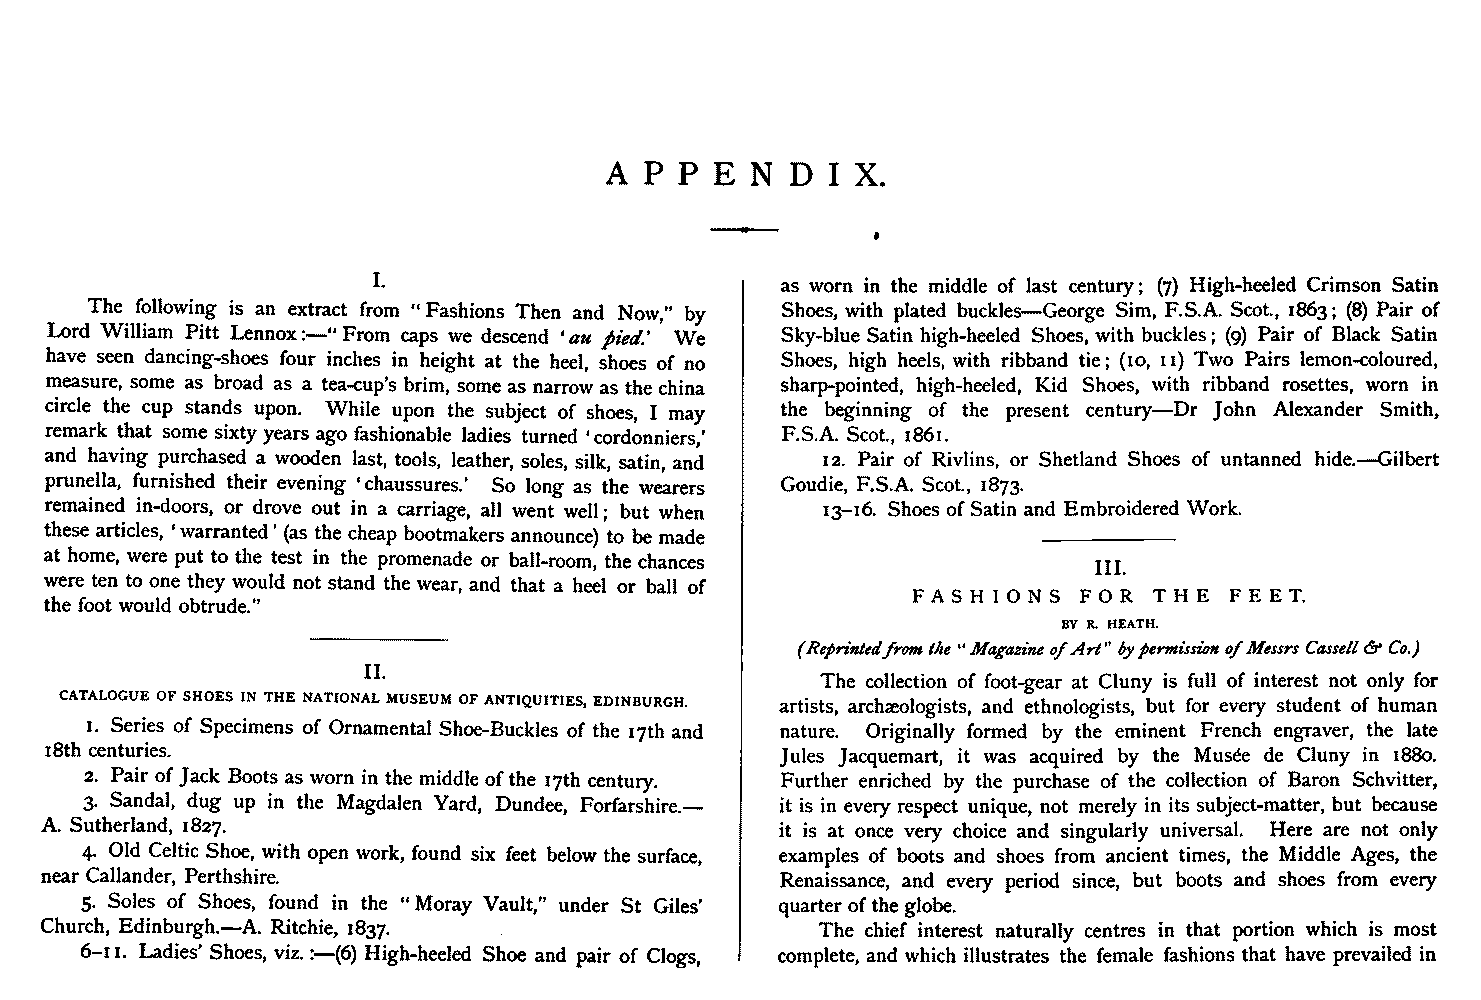 APPENDIX.
I.
The following is an extract from "Fashions Then and Now," by
Lord William Pitt Lennox:—"From caps we descend 'au pied.' We
have seen dancing-shoes four inches in height at the heel, shoes of no
measure, some as broad as a tea-cup's brim, some as narrow as the china
circle the cup stands upon. While upon the subject of shoes, I may
remark that some sixty years ago fashionable ladies turned 'cordonniers,'
and having purchased a wooden last, tools, leather, soles, silk, satin, and
prunella, furnished their evening 'chaussures.' So long as the wearers
remained in-doors, or drove out in a carriage, all went well; but when
these articles, 'warranted' (as the cheap bootmakers announce) to be made
at home, were put to the test in the promenade or ball-room, the chances
were ten to one they would not stand the wear, and that a heel or ball of
the foot would obtrude."
II.
CATALOGUE OF SHOES IN THE NATIONAL MUSEUM OF ANTIQUITIES, EDINBURGH.
1. Series of Specimens of Ornamental Shoe-Buckles of the 17th and
18th centuries.
2. Pair of Jack Boots as worn in the middle of the 17th century.
3. Sandal, dug up in the Magdalen Yard, Dundee, Forfarshire.—
A. Sutherland, 1827.
4. Old Celtic Shoe, with open work, found six feet below the surface,
near Callander, Perthshire.
5. Soles of Shoes, found in the "Moray Vault," under St Giles'
Church, Edinburgh.—A. Ritchie, 1837.
6–11. Ladies' Shoes, viz.:—(6) High-heeled Shoe and pair of Clogs,
as worn in the middle of last century; (7) High-heeled Crimson Satin
Shoes, with plated buckles—George Sim, F.S.A. Scot., 1863; (8) Pair of
Sky-blue Satin high-heeled Shoes, with buckles; (9) Pair of Black Satin
Shoes, high heels, with ribband tie; (10, 11) Two Pairs lemon-coloured,
sharp-pointed, high-heeled, Kid Shoes, with ribband rosettes, worn in
the beginning of the present century—Dr John Alexander Smith,
F.S.A. Scot., 1861.
12. Pair of Rivlins, or Shetland Shoes of untanned hide.—Gilbert
Goudie, F.S.A. Scot., 1873.
13–16. Shoes of Satin and Embroidered Work.
III.
FASHIONS FOR THE FEET.
BY R. HEATH.
(Reprinted from the "Magazine of Art" by permission of Messrs Cassell & Co.)
The collection of foot-gear at Cluny is full of interest not only for
artists, archæologists, and ethnologists, but for every student of human
nature. Originally formed by the eminent French engraver, the late
Jules Jacquemart, it was acquired by the Musée de Cluny in 1880.
Further enriched by the purchase of the collection of Baron Schvitter,
it is in every respect unique, not merely in its subject-matter, but because
it is at once very choice and singularly universal. Here are not only
examples of boots and shoes from ancient times, the Middle Ages, the
Renaissance, and every period since, but boots and shoes from every
quarter of the globe.
The chief interest naturally centres in that portion which is most
complete, and which illustrates the female fashions that have prevailed in